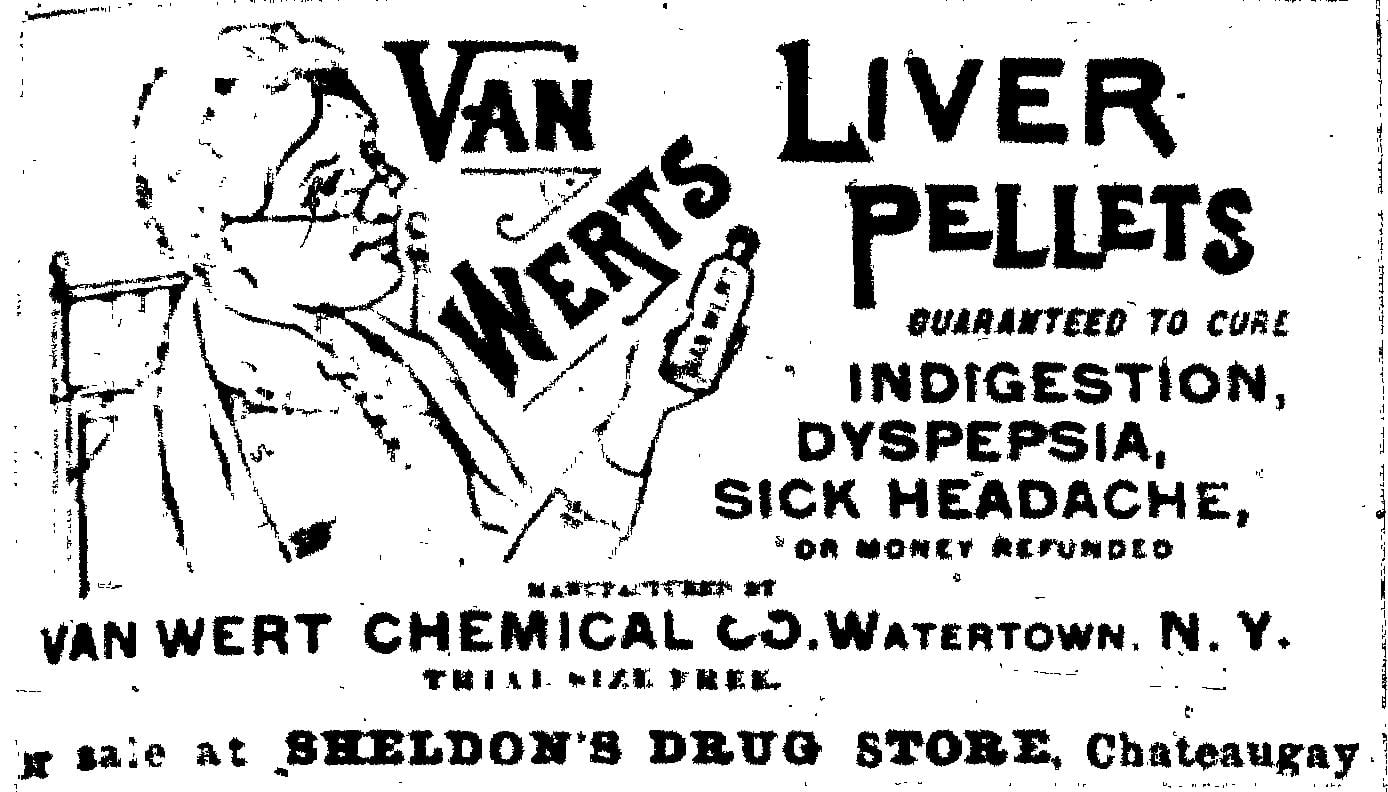 VAN
WERTS
LIVER
PELLETS
GUARANTEED TO CURE
INDIGESTION,
DYSPEPSIA,
SICK HEADACHE,
OR MONEY REFUNDED
MANUFACTURED BY
VAN WERT CHEMICAL CO. WATERTOWN, N. Y.
TRIAL SIZE FREE.
sale at SHELDON'S DRUG STORE, Chateaugay